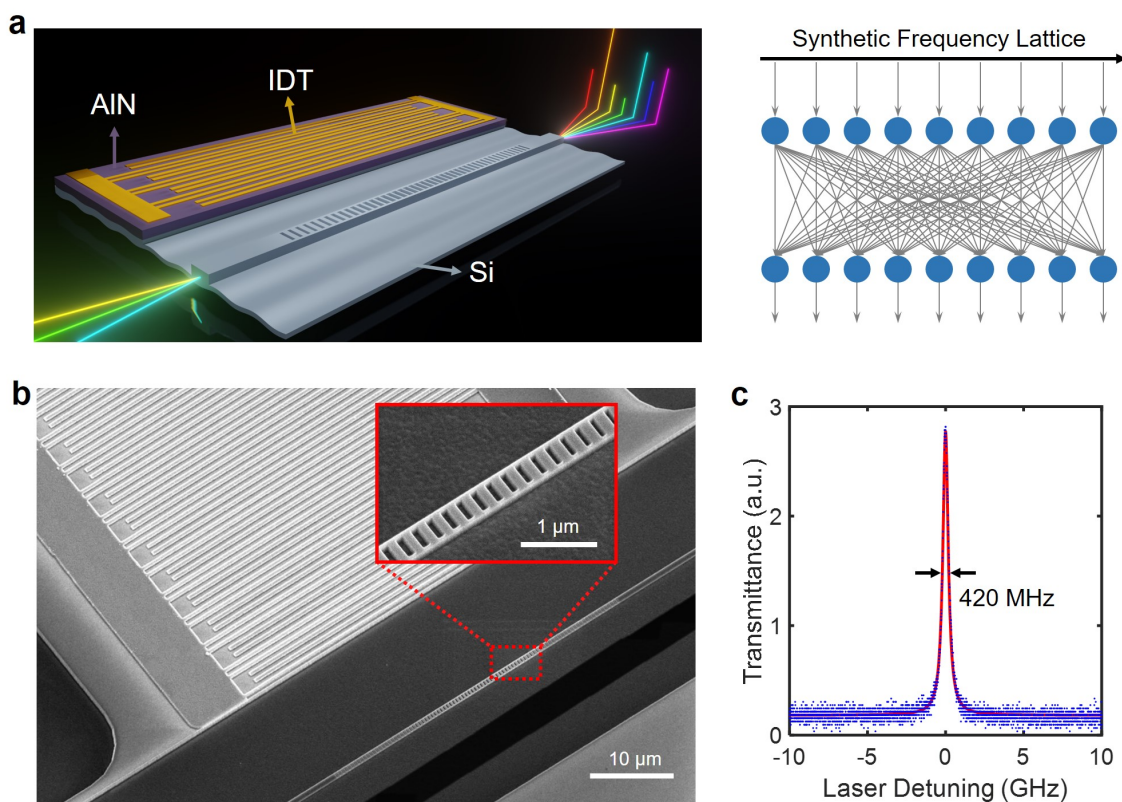 a
AlN
IDT
Si
Synthetic Frequency Lattice
b
1 μm
10 μm
c
3
2
1
0
Transmittance (a.u.)
420 MHz
-10
-5
0
5
10
Laser Detuning (GHz)